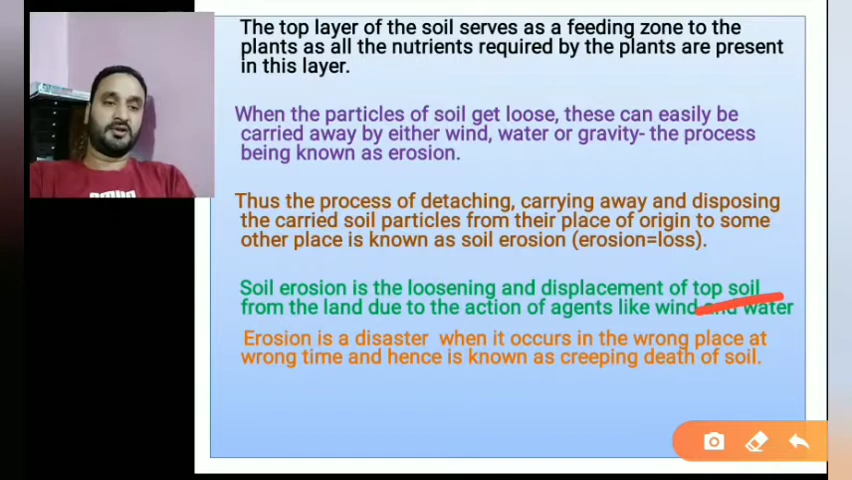 The top layer of the soil serves as a feeding zone to the
plants as all the nutrients required by the plants are present
in this layer.
When the particles of soil get loose, these can easily be
carried away by either wind, water or gravity- the process
being known as erosion.
Thus the process of detaching, carrying away and disposing
the carried soil particles from their place of origin to some
other place is known as soil erosion (erosion=loss).
Soil erosion is the loosening and displacement of top soil
from the land due to the action of agents like wind and water
Erosion is a disaster when it occurs in the wrong place at
wrong time and hence is known as creeping death of soil.